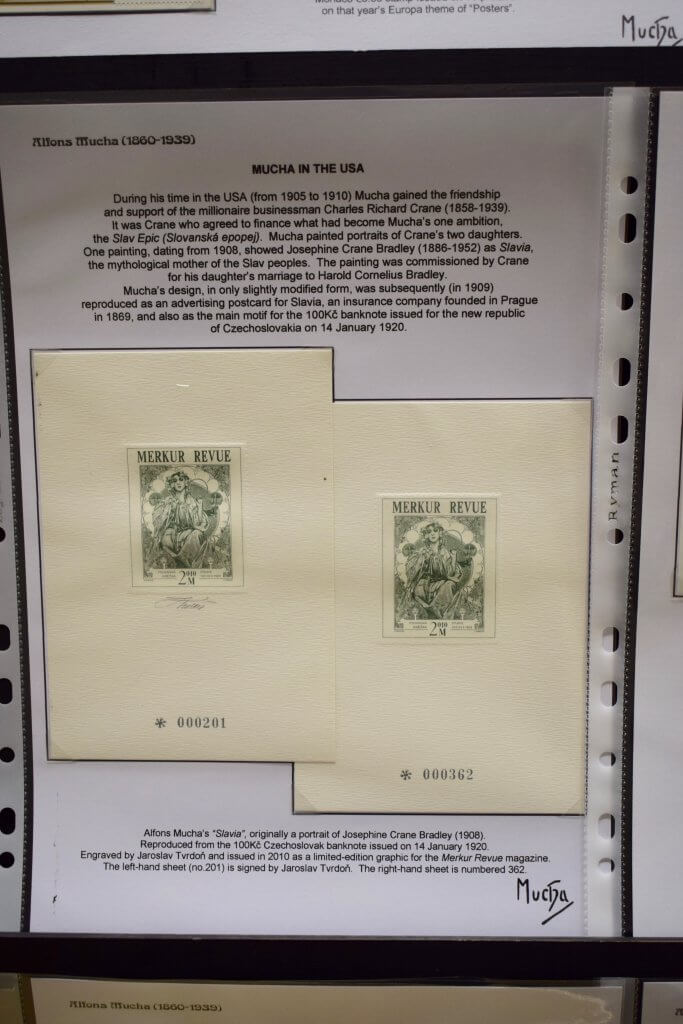 on that year's Europa theme of "Posters".
Mucha
Alfons Mucha (1860-1939)
MUCHA IN THE USA
During his time in the USA (from 1905 to 1910) Mucha gained the friendship
and support of the millionaire businessman Charles Richard Crane (1858-1939).
It was Crane who agreed to finance what had become Mucha's one ambition,
the Slav Epic (Slovanská epopej). Mucha painted portraits of Crane's two daughters.
One painting, dating from 1908, showed Josephine Crane Bradley (1886-1952) as Slavia,
the mythological mother of the Slav peoples. The painting was commissioned by Crane
for his daughter's marriage to Harold Cornelius Bradley.
Mucha's design, in only slightly modified form, was subsequently (in 1909)
reproduced as an advertising postcard for Slavia, an insurance company founded in Prague
in 1869, and also as the main motif for the 100Kč banknote issued for the new republic
of Czechoslovakia on 14 January 1920.
MERKUR REVUE
2010
M
* 000201
MERKUR REVUE
2010
M
* 000362
Ryman
Alfons Mucha's "Slavia", originally a portrait of Josephine Crane Bradley (1908).
Reproduced from the 100Kč Czechoslovak banknote issued on 14 January 1920.
Engraved by Jaroslav Tvrdoň and issued in 2010 as a limited-edition graphic for the Merkur Revue magazine.
The left-hand sheet (no.201) is signed by Jaroslav Tvrdoň. The right-hand sheet is numbered 362.
Mucha
Alfons Mucha (1860-1939)